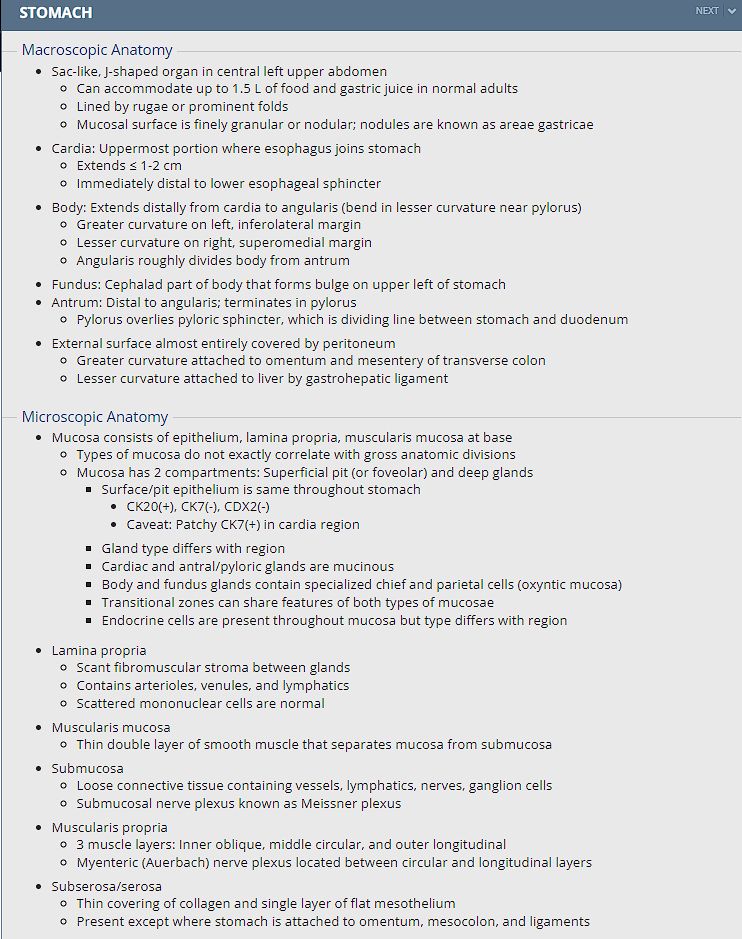 STOMACH
NEXT
Macroscopic Anatomy
Sac-like, J-shaped organ in central left upper abdomen
Can accommodate up to 1.5 L of food and gastric juice in normal adults
Lined by rugae or prominent folds
Mucosal surface is finely granular or nodular; nodules are known as areae gastricae
Cardia: Uppermost portion where esophagus joins stomach
Extends ≤ 1-2 cm
Immediately distal to lower esophageal sphincter
Body: Extends distally from cardia to angularis (bend in lesser curvature near pylorus)
Greater curvature on left, inferolateral margin
Lesser curvature on right, superomedial margin
Angularis roughly divides body from antrum
Fundus: Cephalad part of body that forms bulge on upper left of stomach
Antrum: Distal to angularis; terminates in pylorus
Pylorus overlies pyloric sphincter, which is dividing line between stomach and duodenum
External surface almost entirely covered by peritoneum
Greater curvature attached to omentum and mesentery of transverse colon
Lesser curvature attached to liver by gastrohepatic ligament
Microscopic Anatomy
Mucosa consists of epithelium, lamina propria, muscularis mucosa at base
Types of mucosa do not exactly correlate with gross anatomic divisions
Mucosa has 2 compartments: Superficial pit (or foveolar) and deep glands
Surface/pit epithelium is same throughout stomach
CK20(+), CK7(-), CDX2(-)
Caveat: Patchy CK7(+) in cardia region
Gland type differs with region
Cardiac and antral/pyloric glands are mucinous
Body and fundus glands contain specialized chief and parietal cells (oxyntic mucosa)
Transitional zones can share features of both types of mucosae
Endocrine cells are present throughout mucosa but type differs with region
Lamina propria
Scant fibromuscular stroma between glands
Contains arterioles, venules, and lymphatics
Scattered mononuclear cells are normal
Muscularis mucosa
Thin double layer of smooth muscle that separates mucosa from submucosa
Submucosa
Loose connective tissue containing vessels, lymphatics, nerves, ganglion cells
Submucosal nerve plexus known as Meissner plexus
Muscularis propria
3 muscle layers: Inner oblique, middle circular, and outer longitudinal
Myenteric (Auerbach) nerve plexus located between circular and longitudinal layers
Subserosa/serosa
Thin covering of collagen and single layer of flat mesothelium
Present except where stomach is attached to omentum, mesocolon, and ligaments